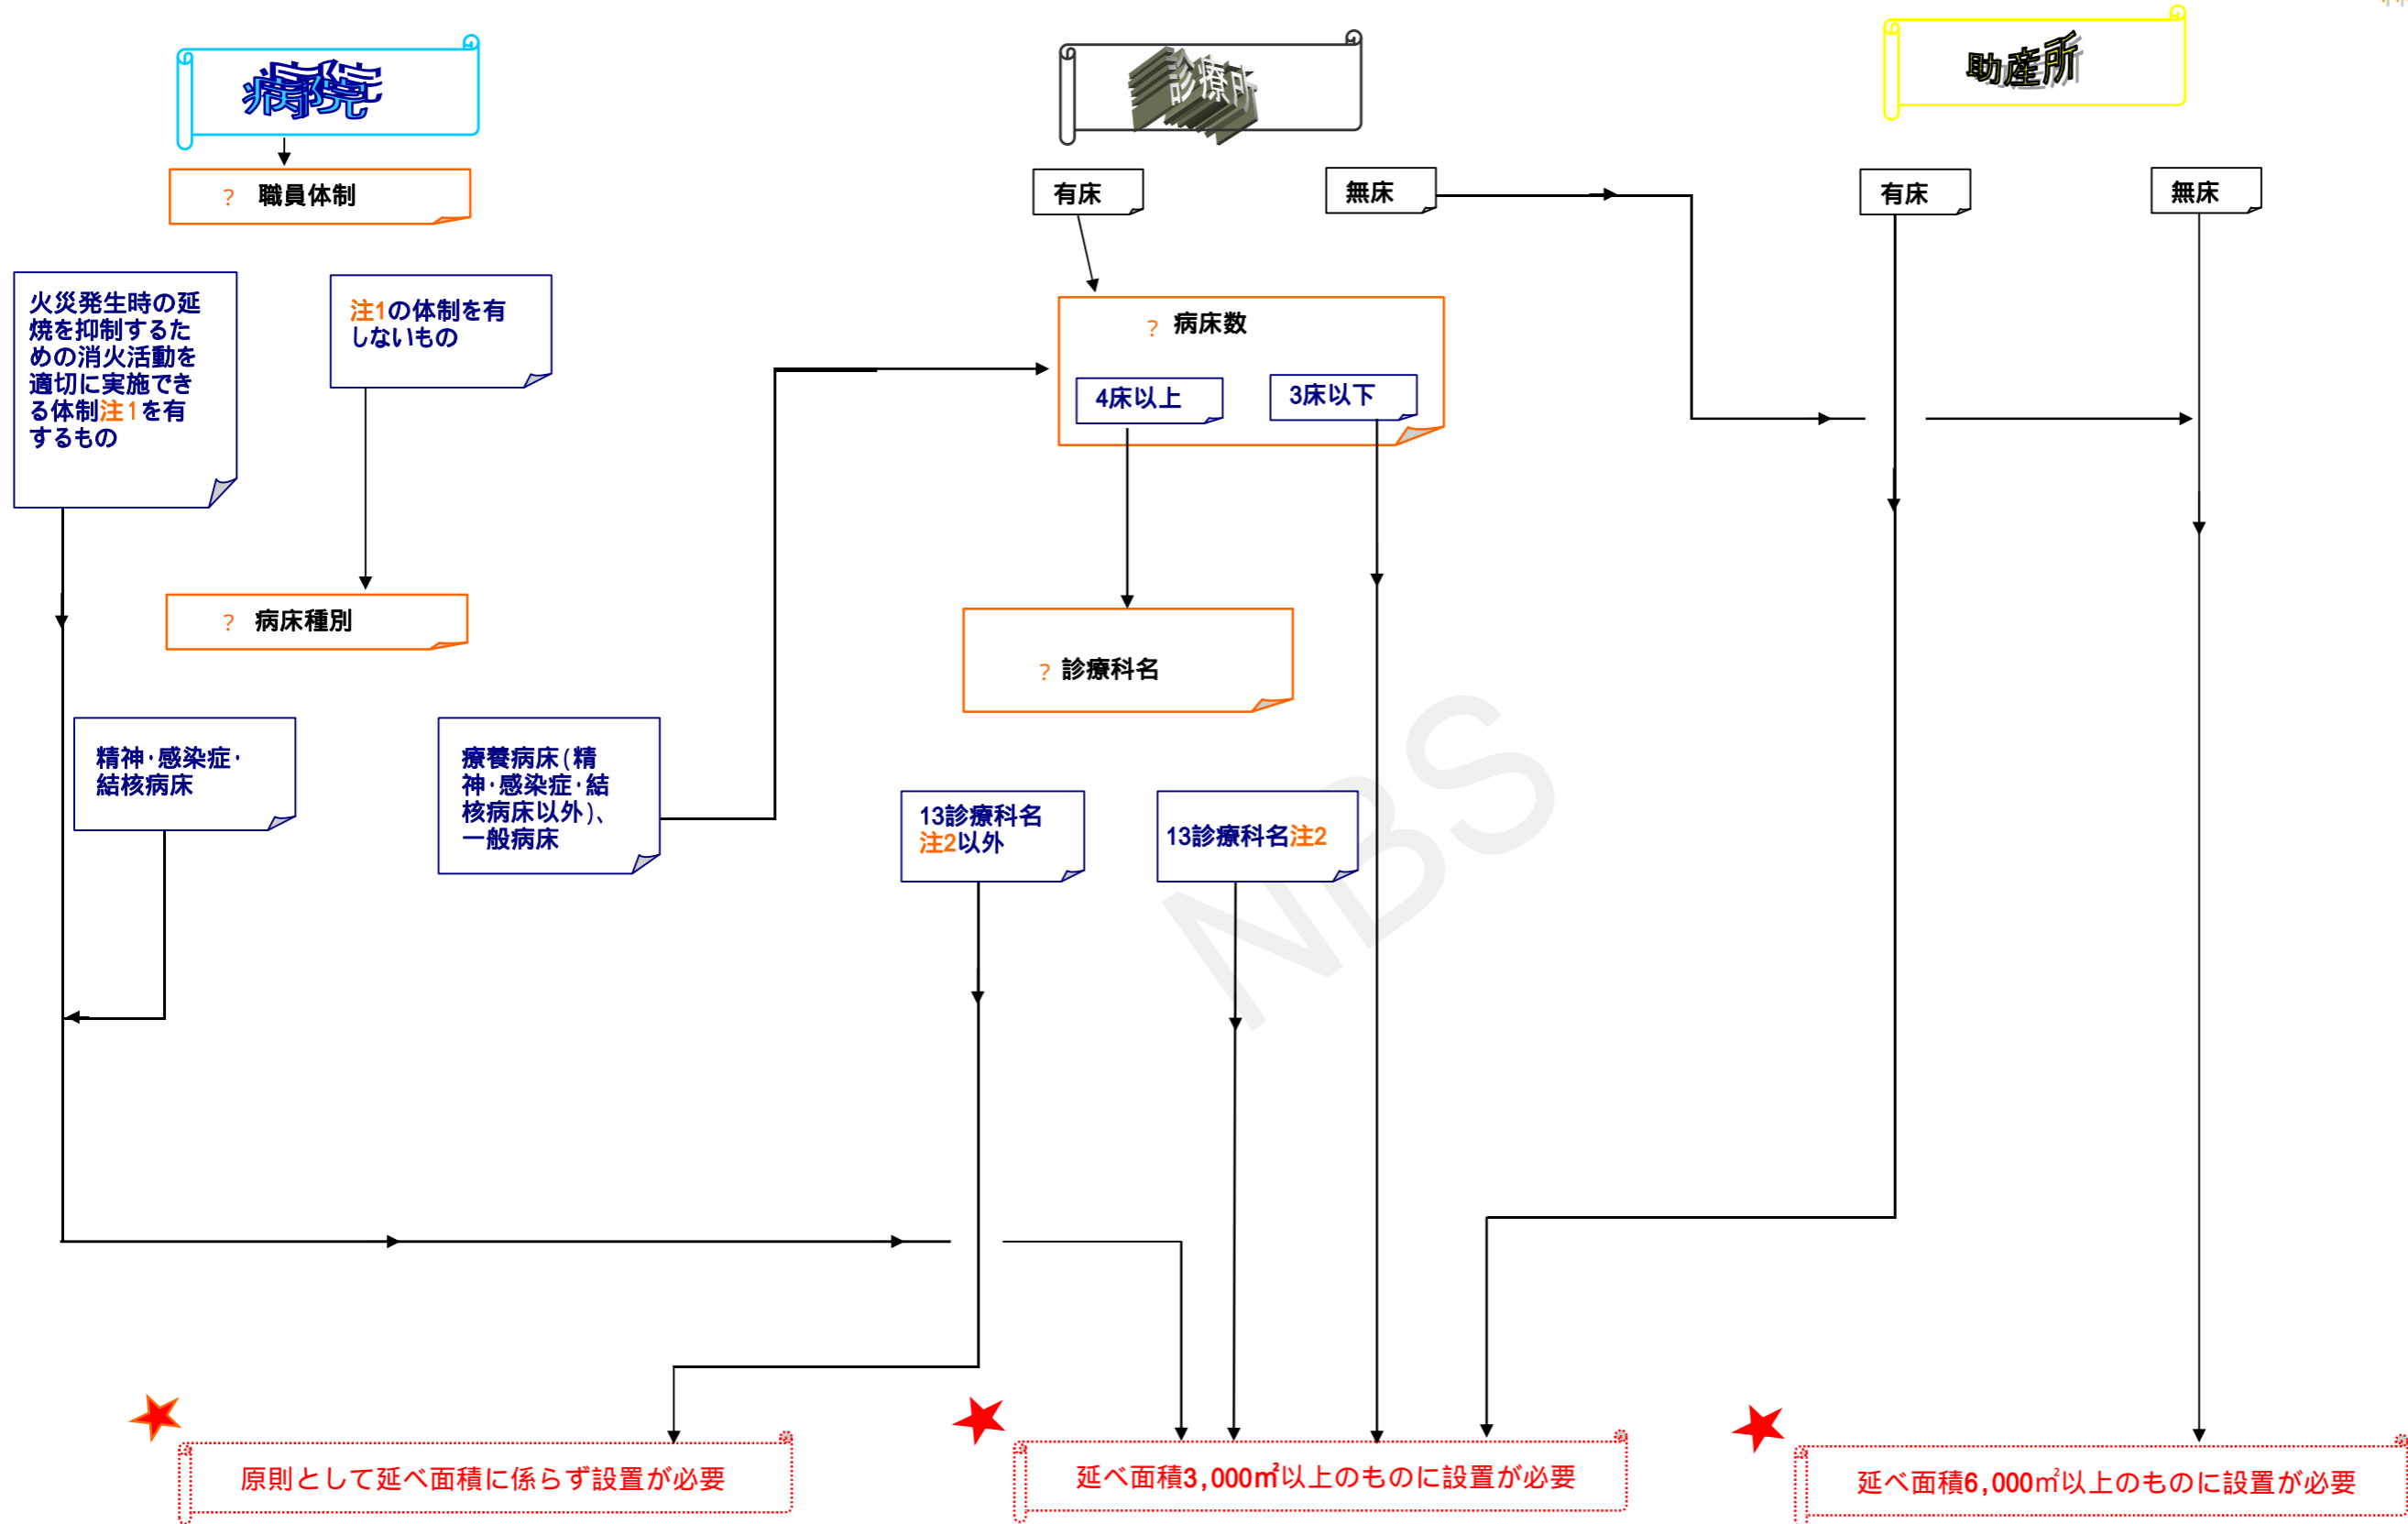 病院
診療所
助産所
? 職員体制
有床
無床
有床
無床
火災発生時の延
焼を抑制するた
めの消火活動を
適切に実施でき
る体制注1を有
するもの
注1の体制を有
しないもの
? 病床数
4床以上
3床以下
? 病床種別
? 診療科名
精神・感染症・
結核病床
療養病床(精
神・感染症・結
核病床以外)、
一般病床
13診療科名
注2以外
13診療科名注2
NBS
原則として延べ面積に係らず設置が必要
延べ面積3,000㎡以上のものに設置が必要
延べ面積6,000㎡以上のものに設置が必要